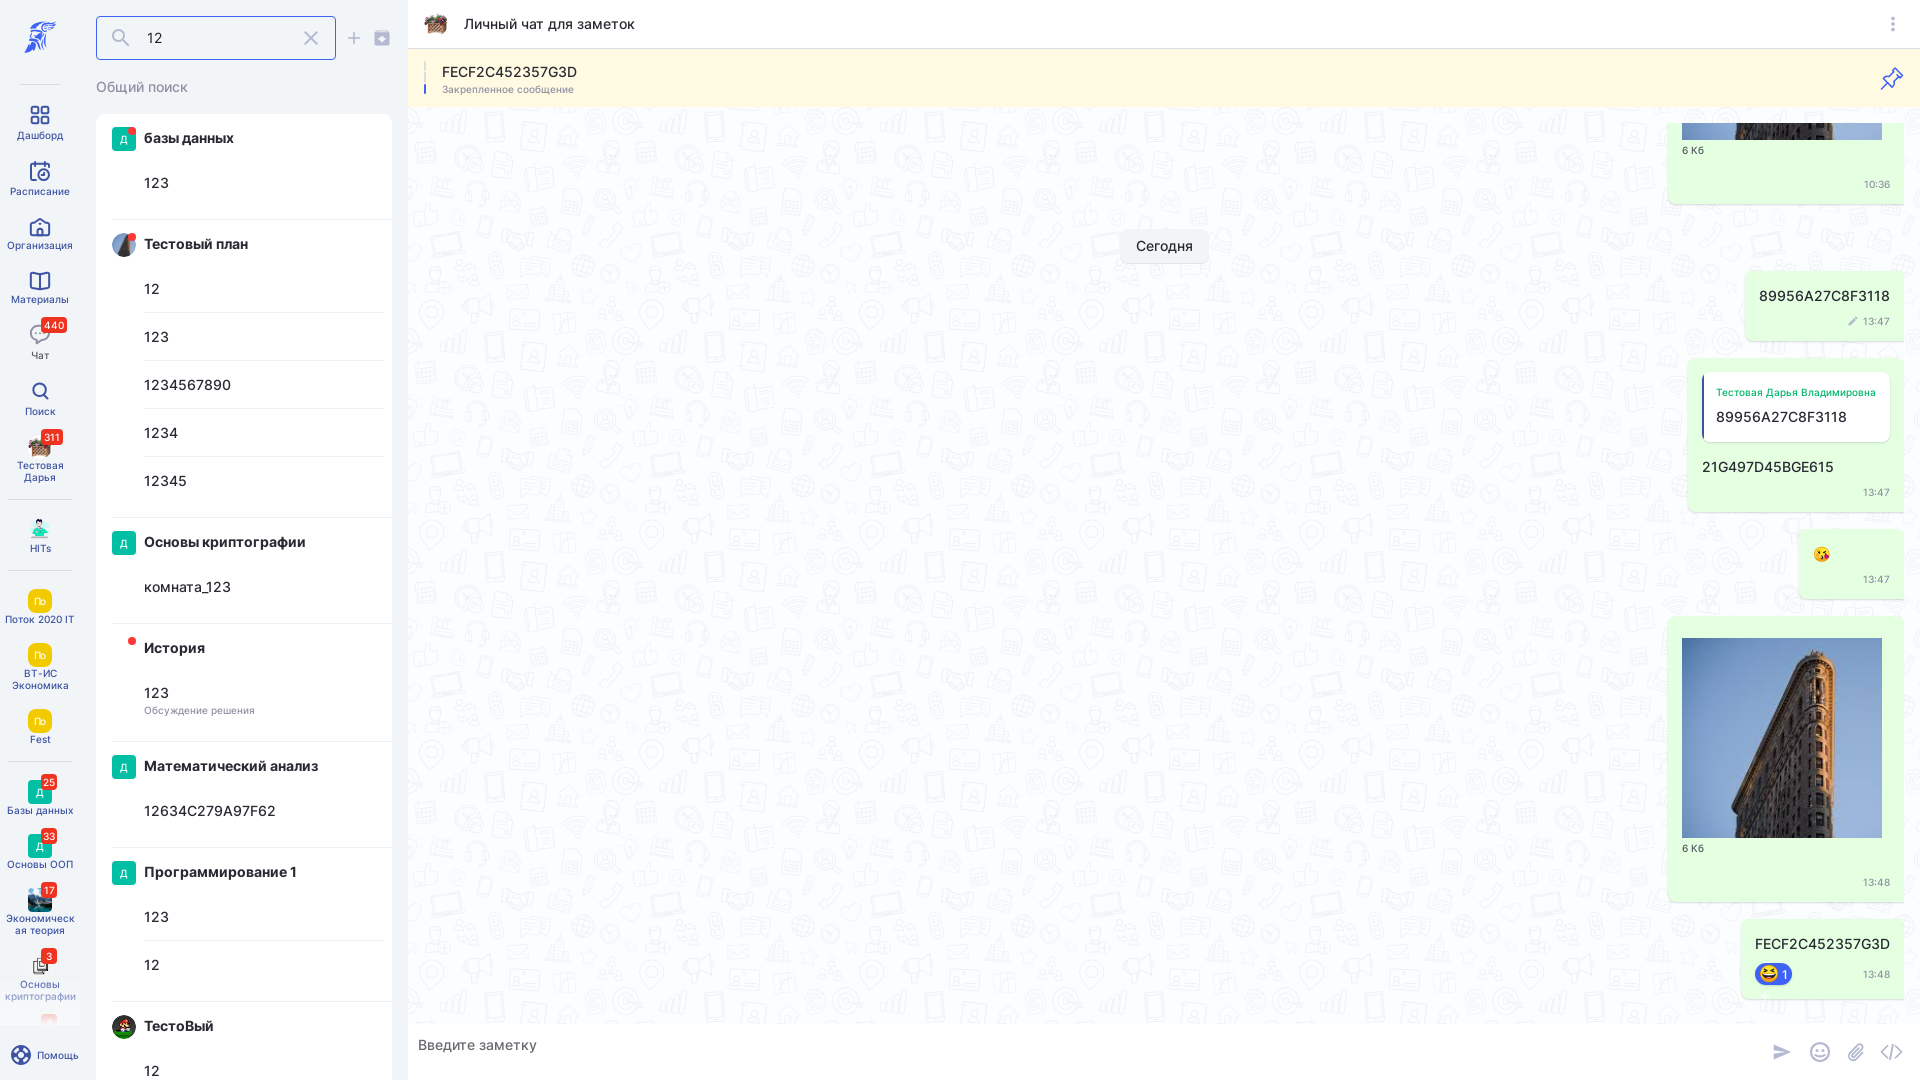 Дашборд
Расписание
Организация
Материалы
440
Чат
Поиск
311
Тестовая
Дарья
HITs
По
Поток 2020 IT
По
ВТ-ИС
Экономика
По
Fest
25
Д
Базы данных
33
Д
Основы ООП
17
Экономическ
ая теория
3
Основы
криптографии
Помощь
12
Общий поиск
Д
базы данных
123
Тестовый план
12
123
1234567890
1234
12345
Д
Основы криптографии
комната_123
История
123
Обсуждение решения
Д
Математический анализ
12634C279A97F62
Д
Программирование 1
123
12
ТестоВый
12
Личный чат для заметок
FECF2C452357G3D
Закрепленное сообщение
6 Кб
10:36
Сегодня
89956A27C8F3118
13:47
Тестовая Дарья Владимировна
89956A27C8F3118
21G497D45BGE615
13:47
😘
13:47
6 Кб
13:48
FECF2C452357G3D
😆 1
13:48
Введите заметку